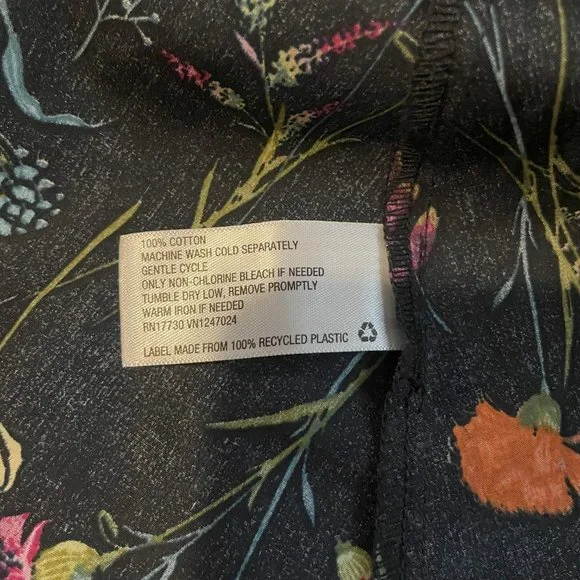 100% COTTON
MACHINE WASH COLD SEPARATELY
GENTLE CYCLE
ONLY NON-CHLORINE BLEACH IF NEEDED
TUMBLE DRY LOW, REMOVE PROMPTLY
WARM IRON IF NEEDED
RN17730 VN1247024
LABEL MADE FROM 100% RECYCLED PLASTIC